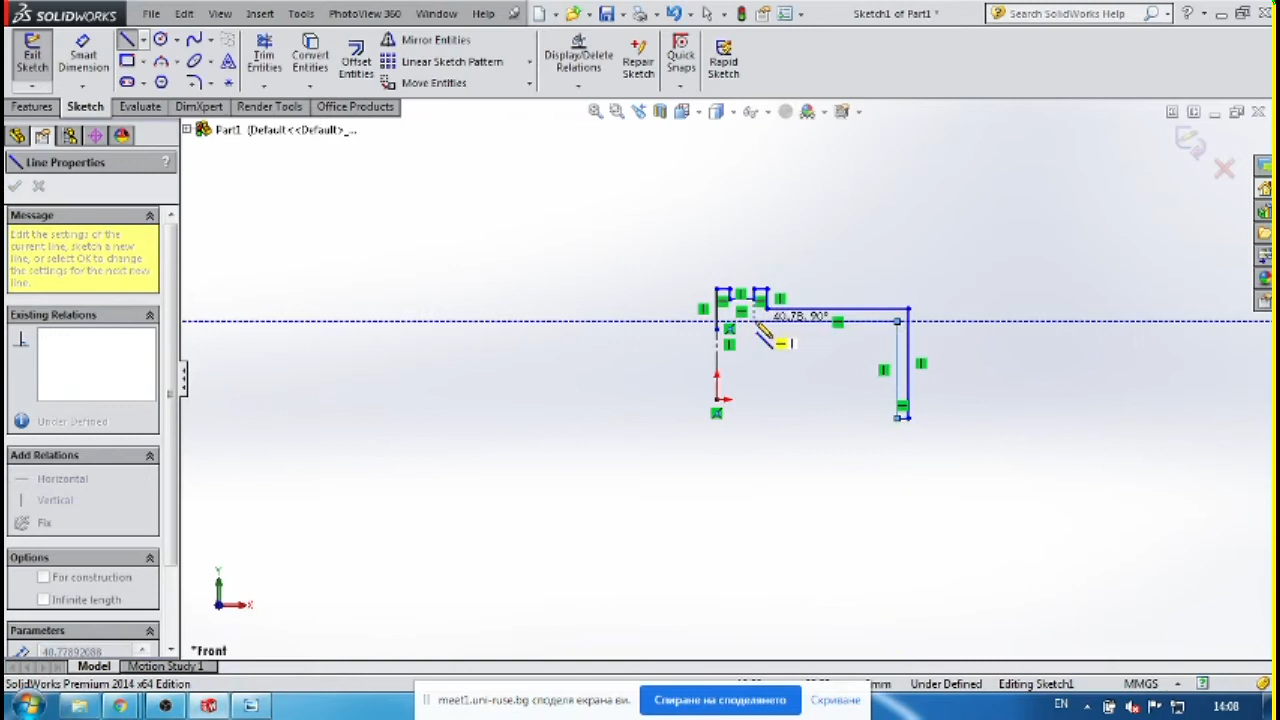 SOLIDWORKS File Edit View Insert Tools PhotoView 360 Window Help Sketch1 of Part1 * Search SolidWorks Help
Exit Sketch
Smart Dimension
Trim Entities
Convert Entities
Offset Entities
Mirror Entities
Linear Sketch Pattern
Move Entities
Display/Delete Relations
Repair Sketch
Quick Snaps
Rapid Sketch
Features Sketch Evaluate DimXpert Render Tools Office Products
Part1 (Default<<Default>_...
Line Properties ?
Message
Edit the settings of the
current line, sketch a new
line, or select OK to change
the settings for the next new
line.
Existing Relations
Under Defined
Add Relations
Horizontal
Vertical
Fix
Options
For construction
Infinite length
Parameters
40.77892088
40.78, 90°
Y
X
*Front
Model Motion Study 1
SolidWorks Premium 2014 x64 Edition
Under Defined Editing Sketch1 MMGS
meet1.uni-ruse.bg споделя екрана ви. Спиране на споделянето Скриване
EN 14:08